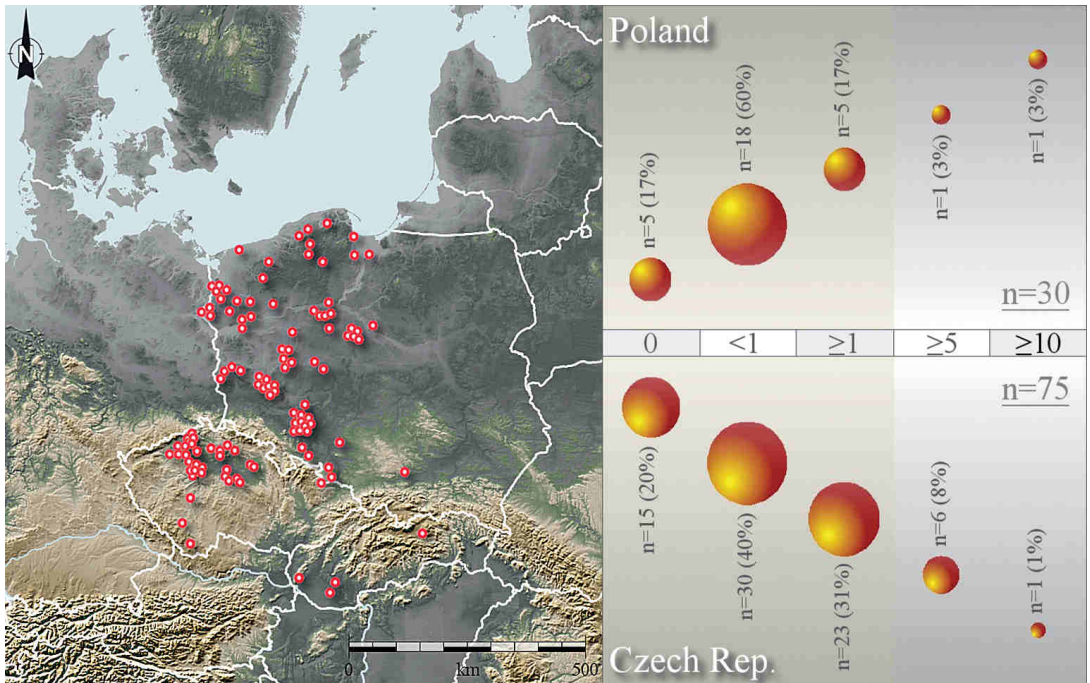 N
0
km
500
Poland
n=5 (17%)
n=18 (60%)
n=5 (17%)
n=1 (3%)
n=1 (3%)
n=30
0
<1
≥1
≥5
≥10
n=75
n=15 (20%)
n=30 (40%)
n=23 (31%)
n=6 (8%)
n=1 (1%)
Czech Rep.